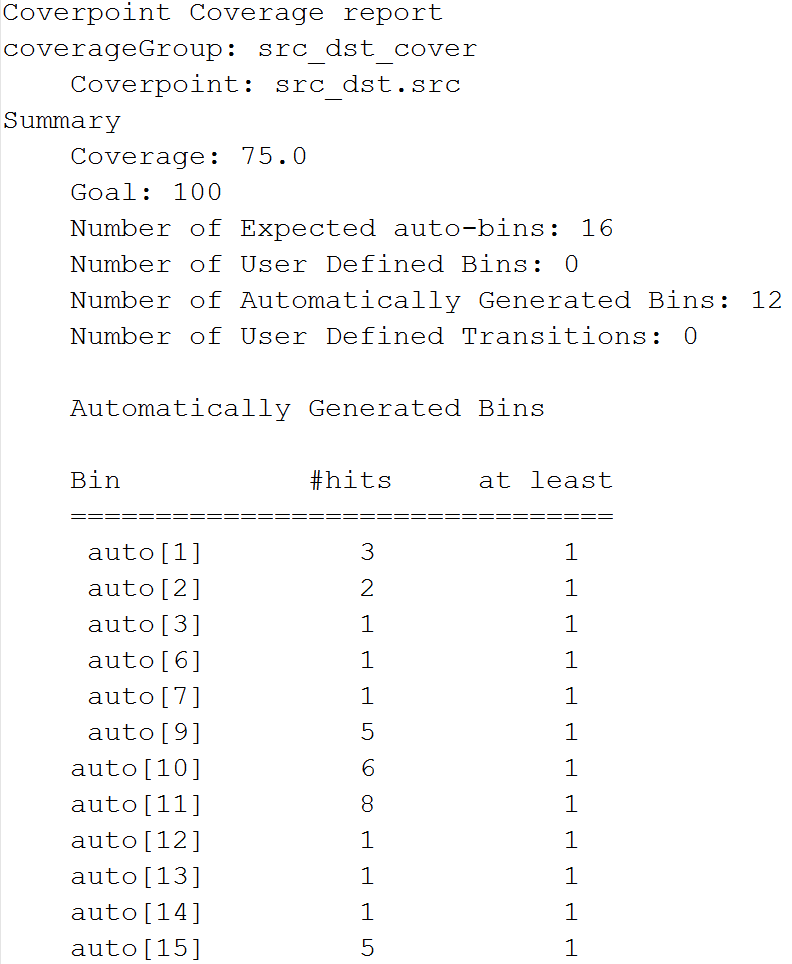 Coverpoint Coverage report
coverageGroup: src_dst_cover
Coverpoint: src_dst.src
Summary
Coverage: 75.0
Goal: 100
Number of Expected auto-bins: 16
Number of User Defined Bins: 0
Number of Automatically Generated Bins: 12
Number of User Defined Transitions: 0
Automatically Generated Bins
Bin #hits at least
================================
auto[1] 3 1
auto[2] 2 1
auto[3] 1 1
auto[6] 1 1
auto[7] 1 1
auto[9] 5 1
auto[10] 6 1
auto[11] 8 1
auto[12] 1 1
auto[13] 1 1
auto[14] 1 1
auto[15] 5 1